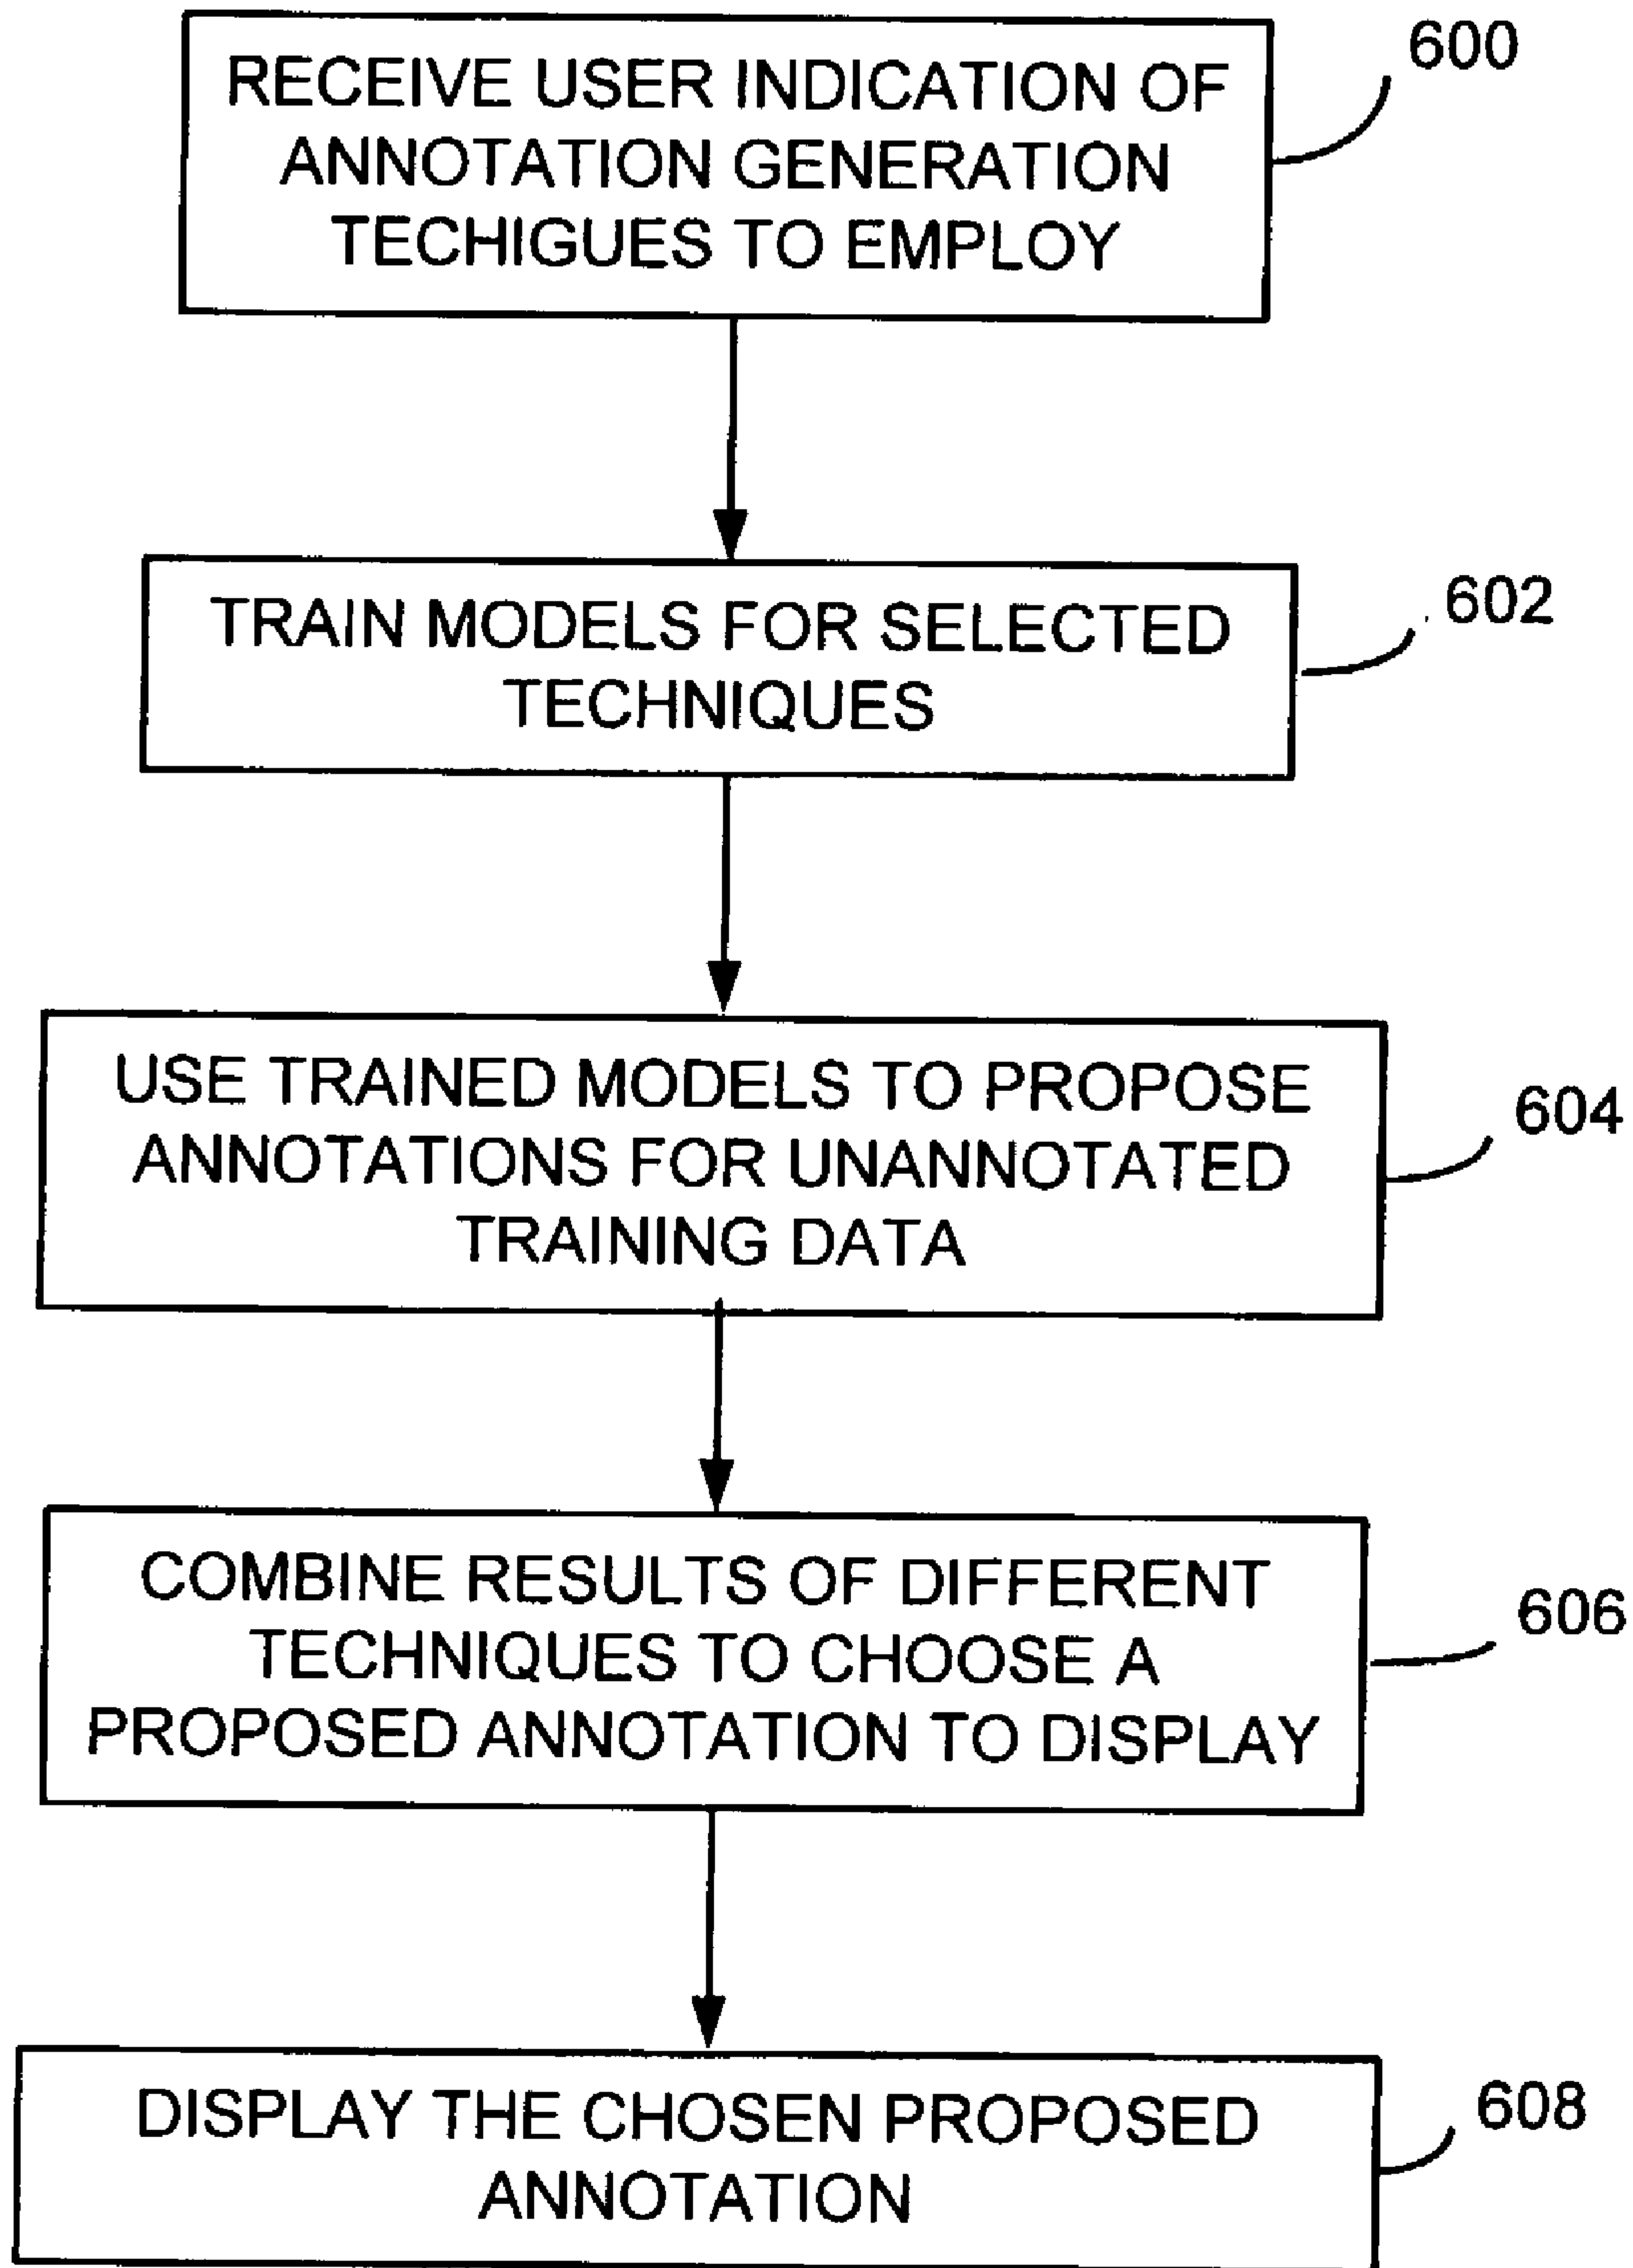 RECEIVE USER INDICATION OF
ANNOTATION GENERATION
TECHIGUES TO EMPLOY
600
TRAIN MODELS FOR SELECTED
TECHNIQUES
602
USE TRAINED MODELS TO PROPOSE
ANNOTATIONS FOR UNANNOTATED
TRAINING DATA
604
COMBINE RESULTS OF DIFFERENT
TECHNIQUES TO CHOOSE A
PROPOSED ANNOTATION TO DISPLAY
606
DISPLAY THE CHOSEN PROPOSED
ANNOTATION
608